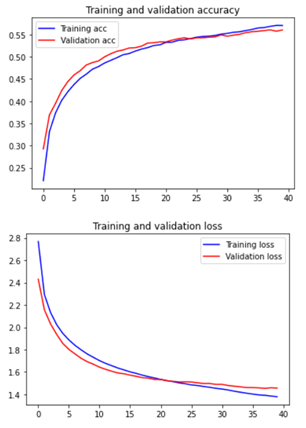 Training and validation accuracy
Training acc
Validation acc
0.55
0.50
0.45
0.40
0.35
0.30
0.25
0 5 10 15 20 25 30 35 40
Training and validation loss
Training loss
Validation loss
2.8
2.6
2.4
2.2
2.0
1.8
1.6
1.4
0 5 10 15 20 25 30 35 40